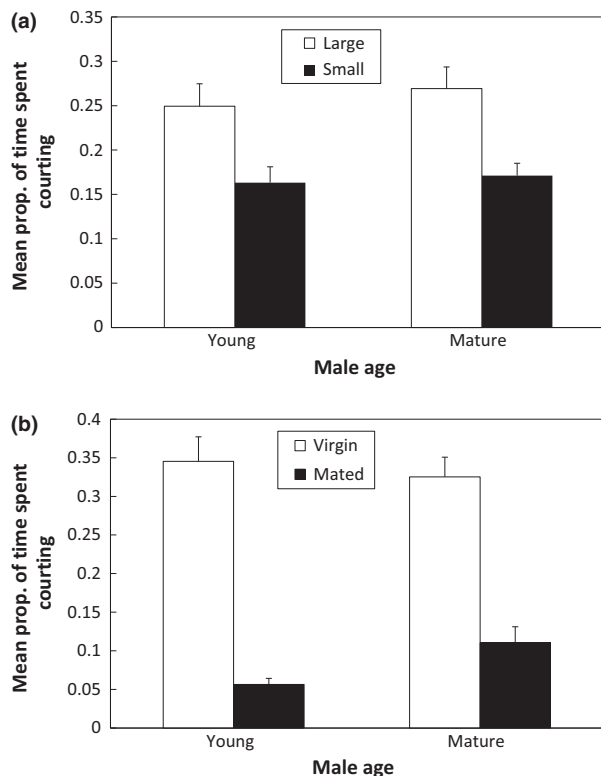 (a)
0.35
0.3
0.25
0.2
0.15
0.1
0.05
0
Mean prop. of time spent
courting
Large
Small
Young
Mature
Male age
(b)
0.4
0.35
0.3
0.25
0.2
0.15
0.1
0.05
0
Mean prop. of time spent
courting
Virgin
Mated
Young
Mature
Male age